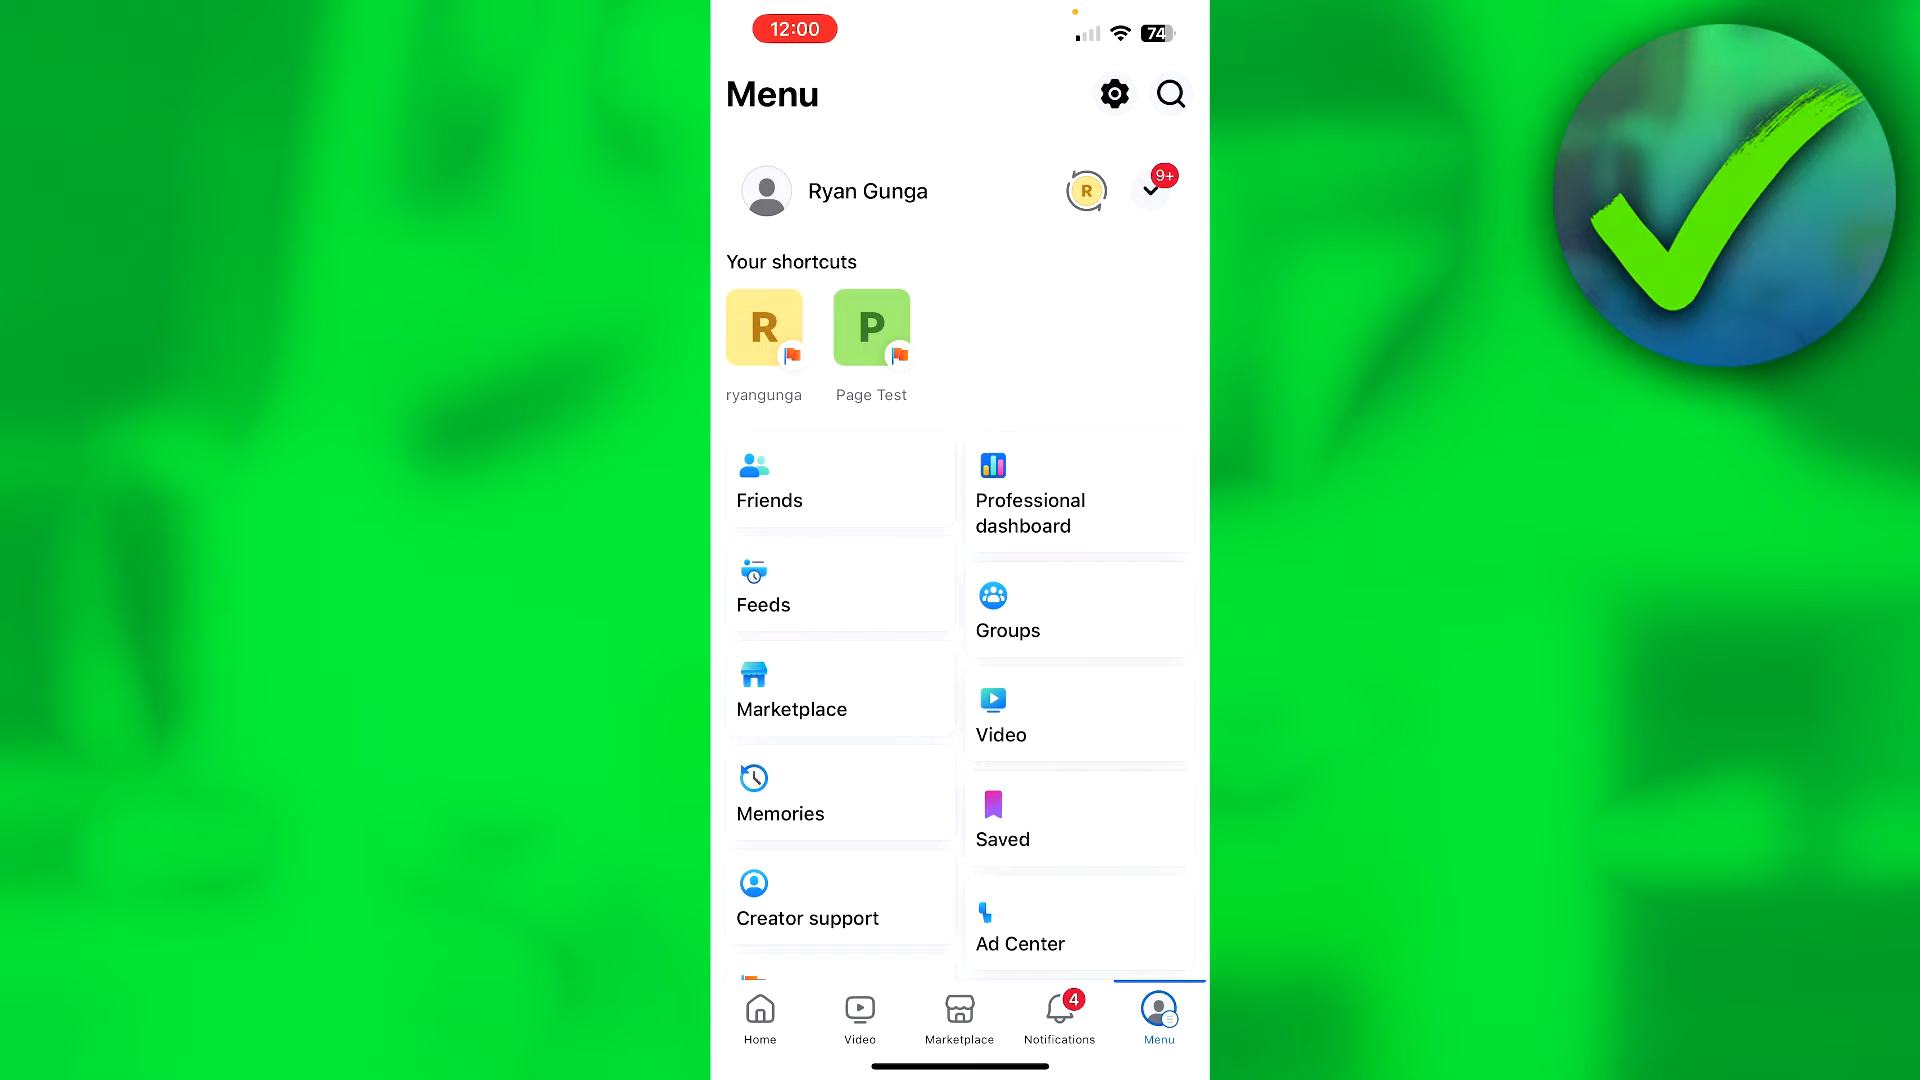 12:00
74
Menu
Ryan Gunga
R
9+
Your shortcuts
R
P
ryangunga
Page Test
Friends
Professional
dashboard
Feeds
Groups
Marketplace
Video
Memories
Saved
Creator support
Ad Center
4
Home
Video
Marketplace
Notifications
Menu